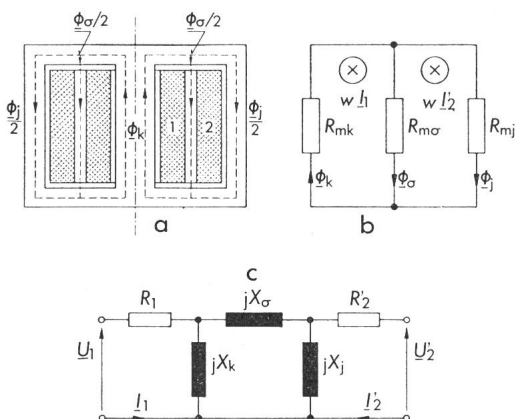 Φσ/2 Φσ/2
Φj/2 Φk Φj/2
1 2
a
w I1 w I'2
Rmk Rmσ Rmj
Φk Φσ Φj
b
c
R1 jXσ R'2
U1 jXk jXj U'2
I1 I'2